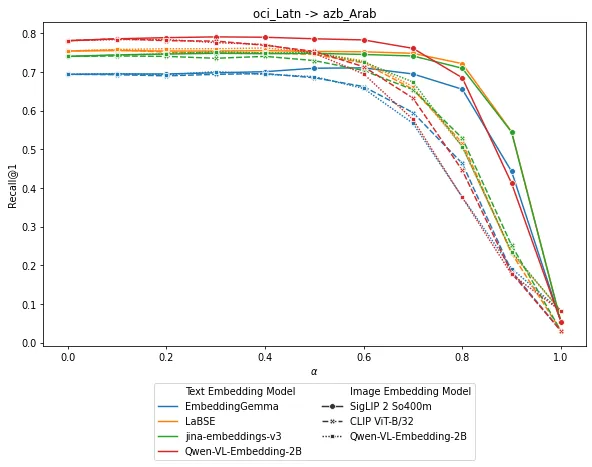 oci_Latn -> azb_Arab
Recall@1
0.8
0.7
0.6
0.5
0.4
0.3
0.2
0.1
0.0
0.0 0.2 0.4 0.6 0.8 1.0
α
Text Embedding Model
EmbeddingGemma
LaBSE
jina-embeddings-v3
Qwen-VL-Embedding-2B
Image Embedding Model
SigLIP 2 So400m
CLIP ViT-B/32
Qwen-VL-Embedding-2B